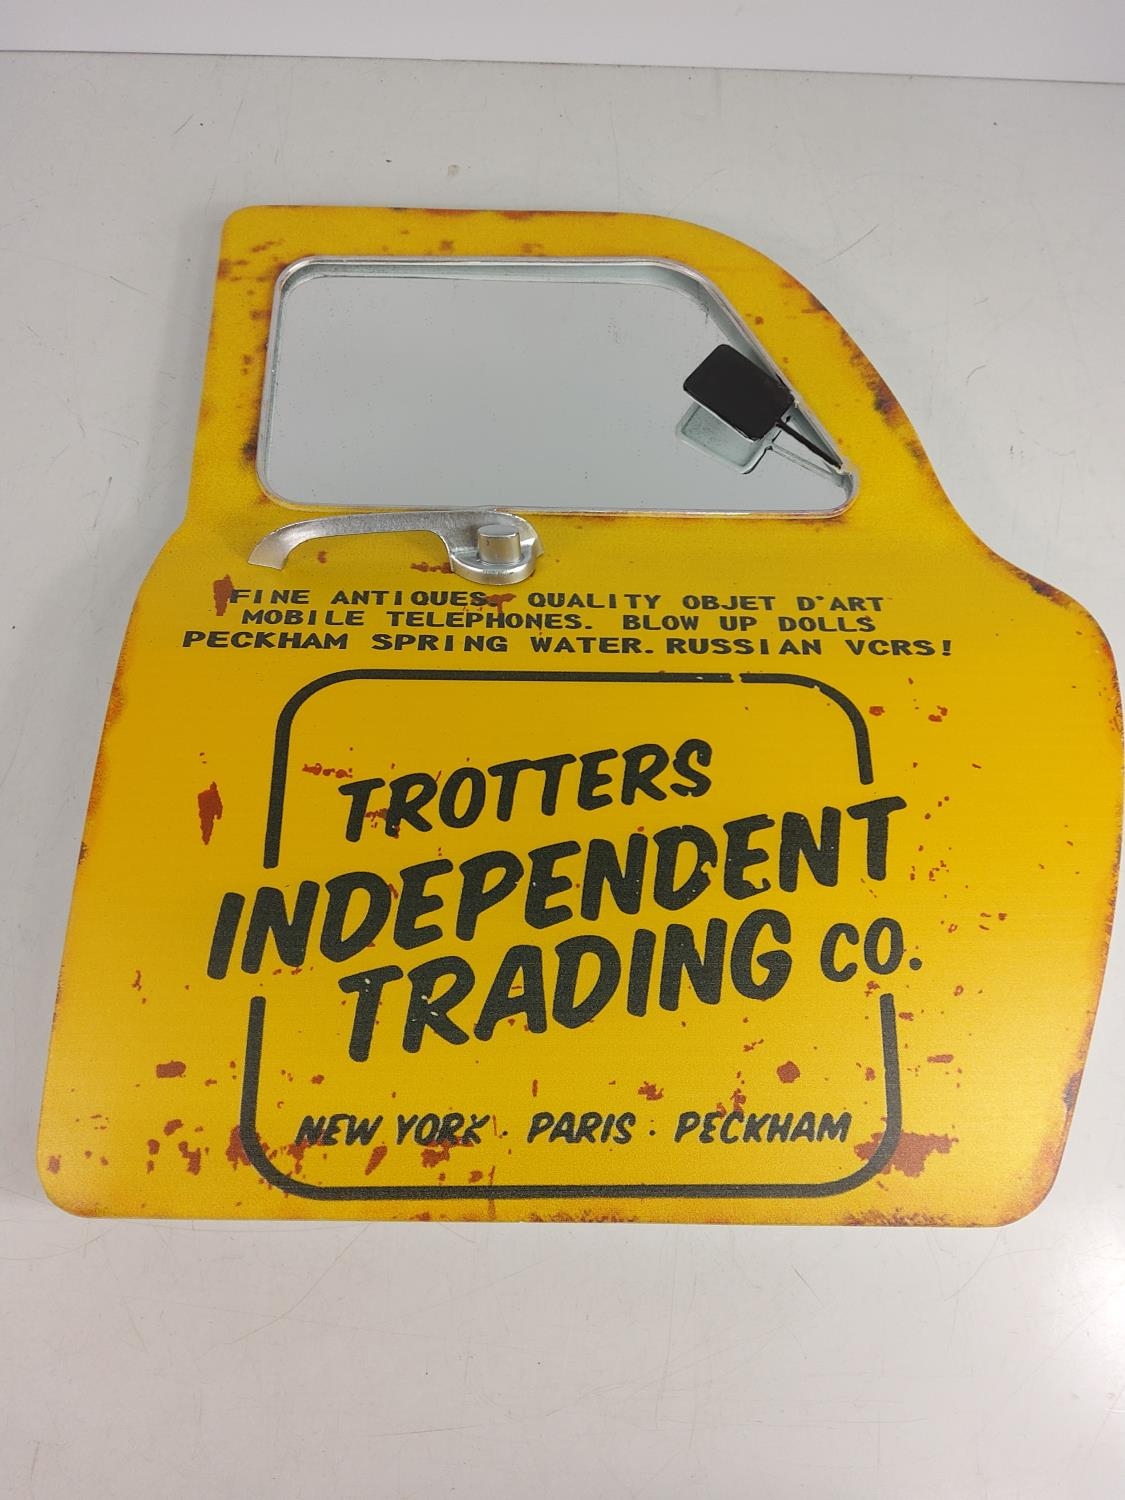 FINE ANTIQUES. QUALITY OBJET D'ART
MOBILE TELEPHONES. BLOW UP DOLLS
PECKHAM SPRING WATER. RUSSIAN VCRS!
TROTTERS
INDEPENDENT
TRADING CO.
NEW YORK · PARIS · PECKHAM